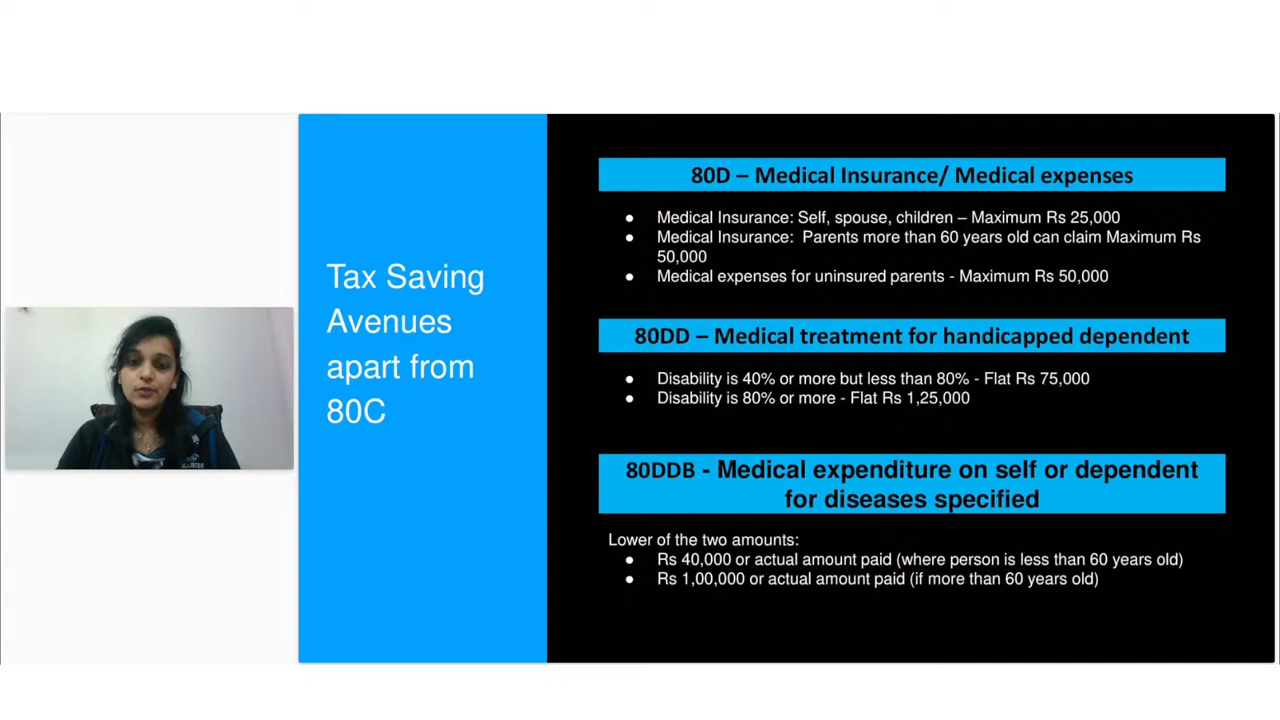 Tax Saving
Avenues
apart from
80C
80D – Medical Insurance/ Medical expenses
● Medical Insurance: Self, spouse, children – Maximum Rs 25,000
● Medical Insurance: Parents more than 60 years old can claim Maximum Rs
50,000
● Medical expenses for uninsured parents - Maximum Rs 50,000
80DD – Medical treatment for handicapped dependent
● Disability is 40% or more but less than 80% - Flat Rs 75,000
● Disability is 80% or more - Flat Rs 1,25,000
80DDB - Medical expenditure on self or dependent
for diseases specified
Lower of the two amounts:
● Rs 40,000 or actual amount paid (where person is less than 60 years old)
● Rs 1,00,000 or actual amount paid (if more than 60 years old)